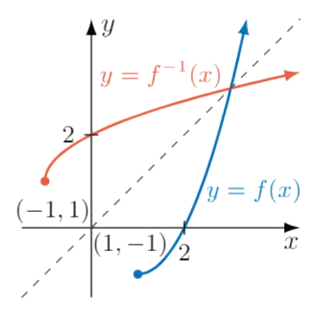 y
y = f⁻¹(x)
2
y = f(x)
(−1, 1)
(1, −1)
2
x